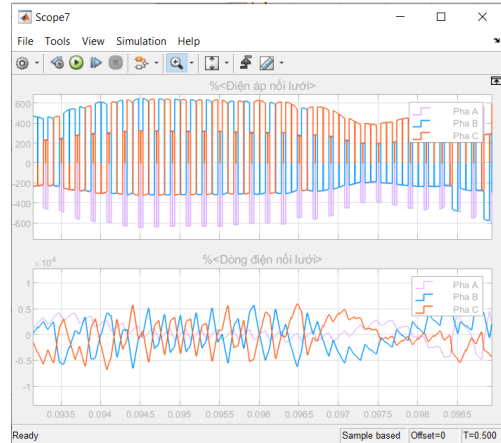 Scope7
File Tools View Simulation Help
%<Điện áp nối lưới>
Pha A
Pha B
Pha C
600
400
200
0
-200
-400
-600
%<Dòng điện nối lưới>
×10⁴
Pha A
Pha B
Pha C
1
0.5
0
-0.5
-1
0.0935 0.094 0.0945 0.095 0.0955 0.096 0.0965 0.097 0.0975 0.098 0.0985
Ready Sample based Offset=0 T=0.500